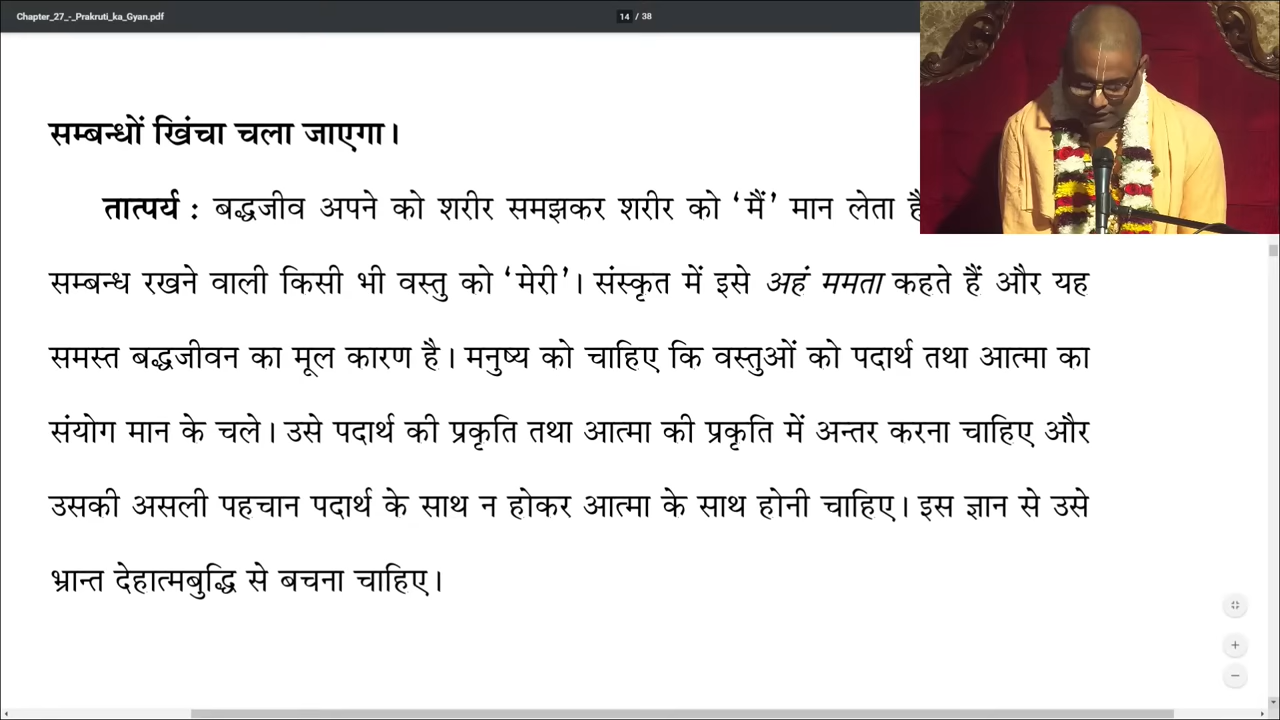 Chapter_27_-_Prakruti_ka_Gyan.pdf
14 / 38
सम्बन्धों खिंचा चला जाएगा।
तात्पर्य : बद्धजीव अपने को शरीर समझकर शरीर को ‘मैं’ मान लेता है
सम्बन्ध रखने वाली किसी भी वस्तु को ‘मेरी’। संस्कृत में इसे अहं ममता कहते हैं और यह
समस्त बद्धजीवन का मूल कारण है। मनुष्य को चाहिए कि वस्तुओं को पदार्थ तथा आत्मा का
संयोग मान के चले। उसे पदार्थ की प्रकृति तथा आत्मा की प्रकृति में अन्तर करना चाहिए और
उसकी असली पहचान पदार्थ के साथ न होकर आत्मा के साथ होनी चाहिए। इस ज्ञान से उसे
भ्रान्त देहात्मबुद्धि से बचना चाहिए।